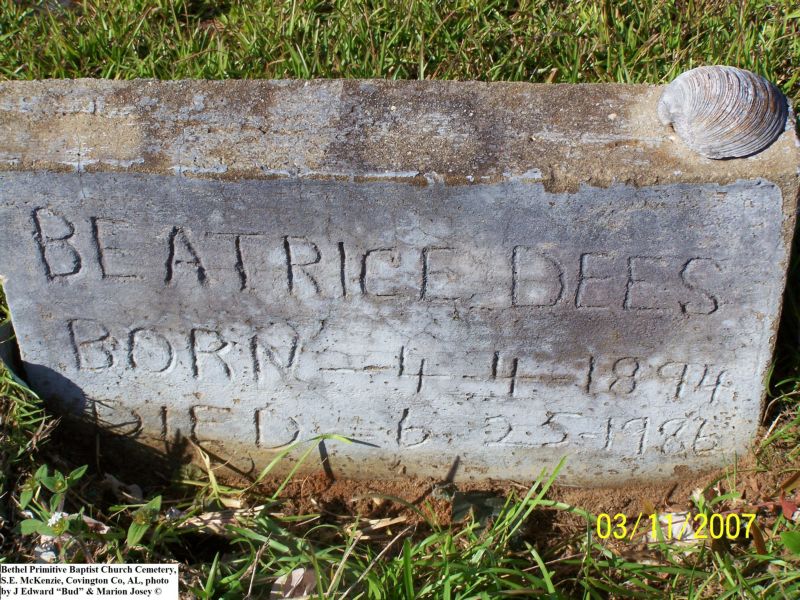 BEATRICE DEES
BORN - 4 - 4 - 1894
DIED - 6 - 25-1986
03/11/2007
Bethel Primitive Baptist Church Cemetery,
S.E. McKenzie, Covington Co, AL, photo
by J Edward "Bud" & Marion Josey ©